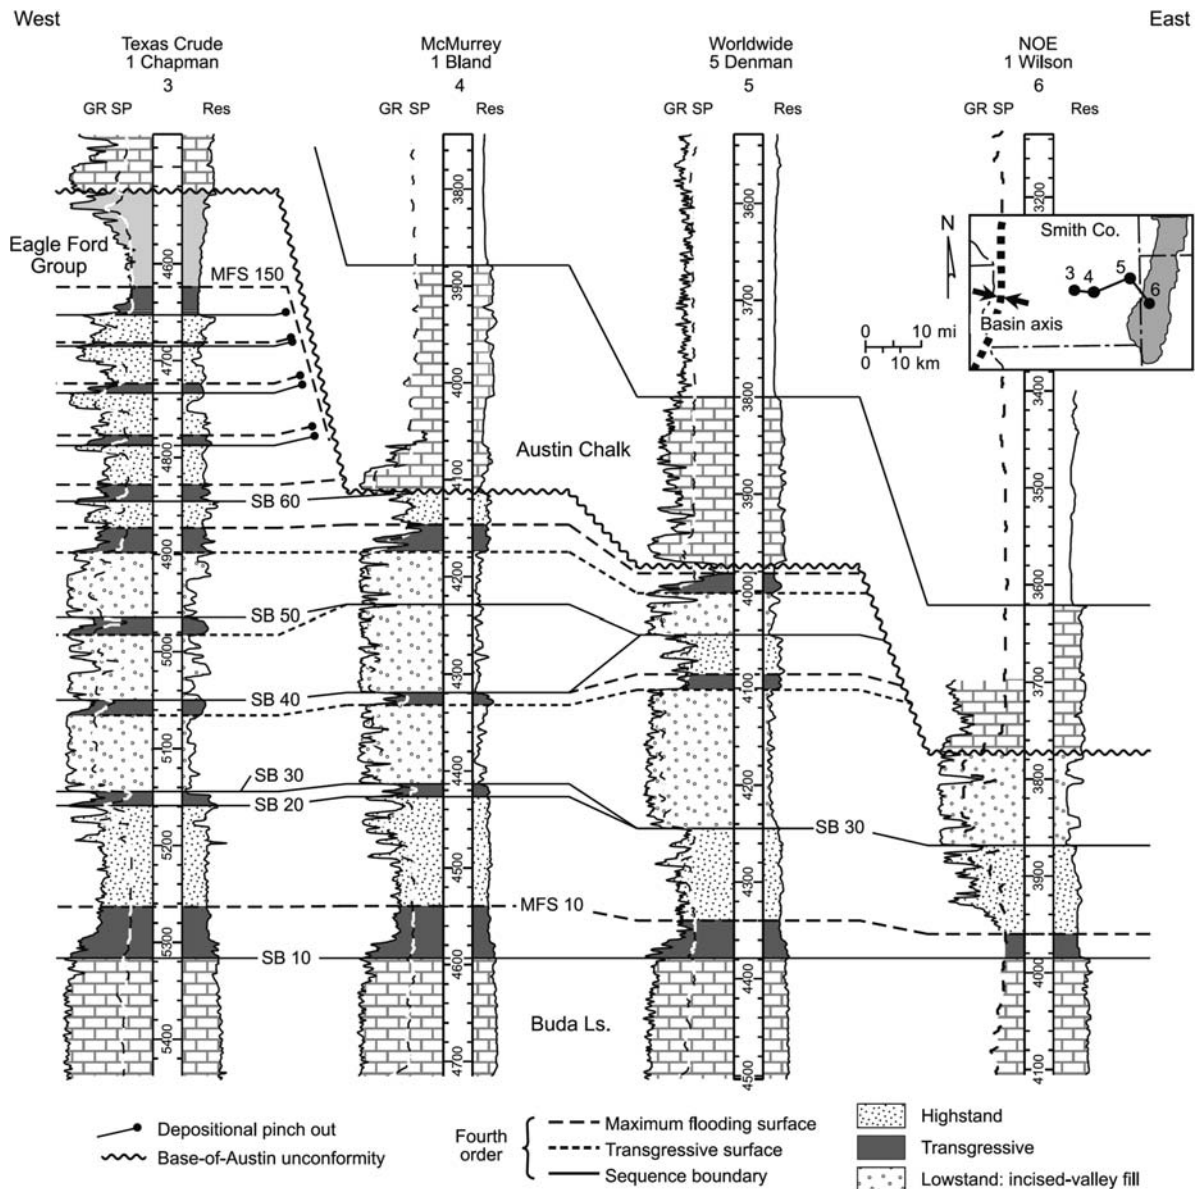 West
East
Texas Crude
1 Chapman
3
McMurrey
1 Bland
4
Worldwide
5 Denman
5
NOE
1 Wilson
6
GR SP Res
GR SP Res
GR SP Res
GR SP Res
Eagle Ford
Group
MFS 150
4600
4700
4800
4900
5000
5100
5200
5300
5400
3800
3900
4000
4100
4200
4300
4400
4500
4600
4700
3600
3700
3800
3900
4000
4100
4200
4300
4400
4500
3200
3400
3500
3600
3700
3800
3900
4000
4100
N
Smith Co.
3 4 5 6
Basin axis
0 10 mi
0 10 km
Austin Chalk
SB 60
SB 50
SB 40
SB 30
SB 20
SB 30
MFS 10
SB 10
Buda Ls.
Depositional pinch out
Base-of-Austin unconformity
Fourth
order
Maximum flooding surface
Transgressive surface
Sequence boundary
Highstand
Transgressive
Lowstand: incised-valley fill